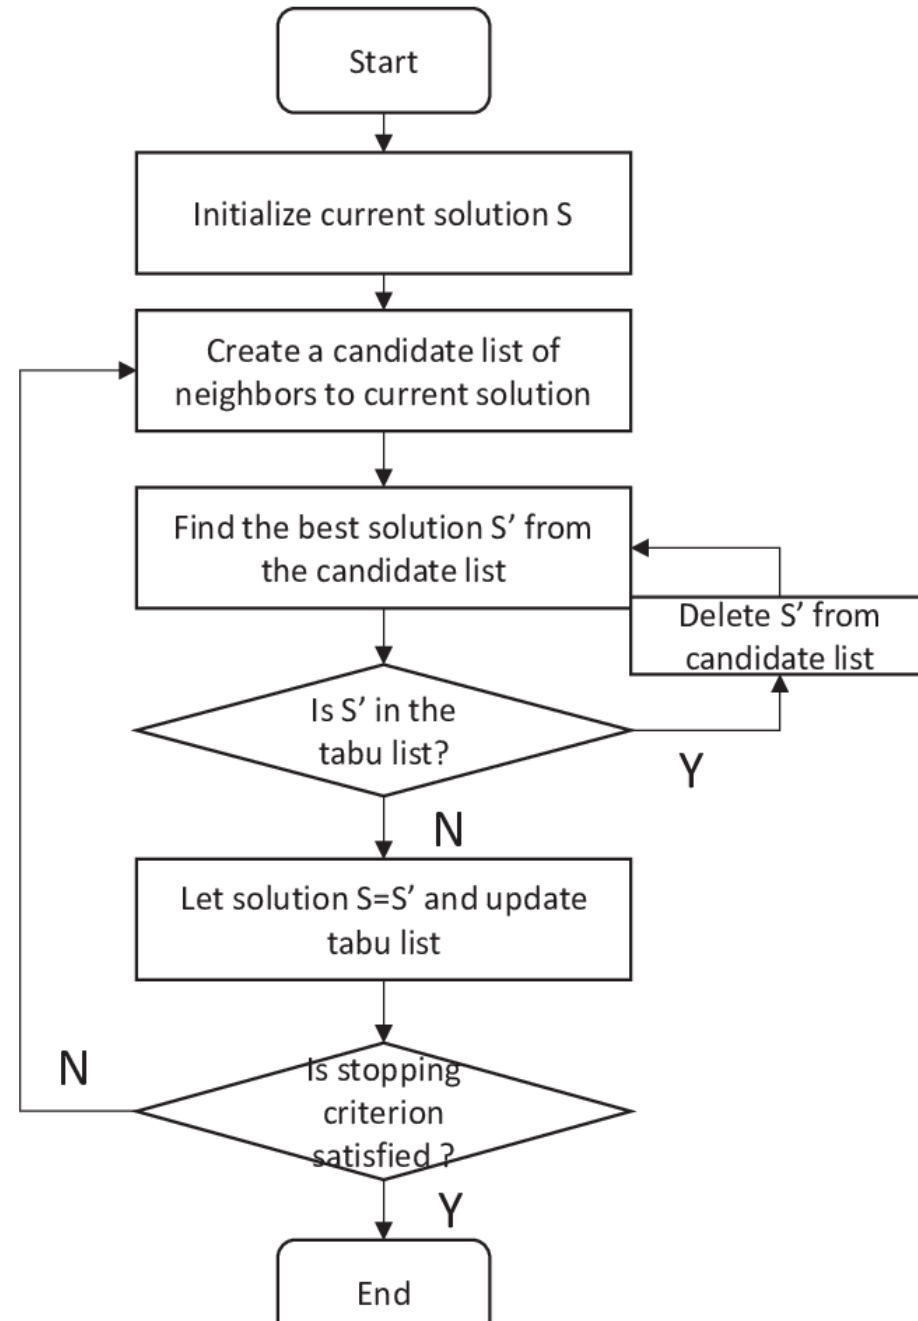 Start
Initialize current solution S
Create a candidate list of
neighbors to current solution
Find the best solution S’ from
the candidate list
Delete S’ from
candidate list
Is S’ in the
tabu list?
Y
N
Let solution S=S’ and update
tabu list
N
Is stopping
criterion
satisfied ?
Y
End